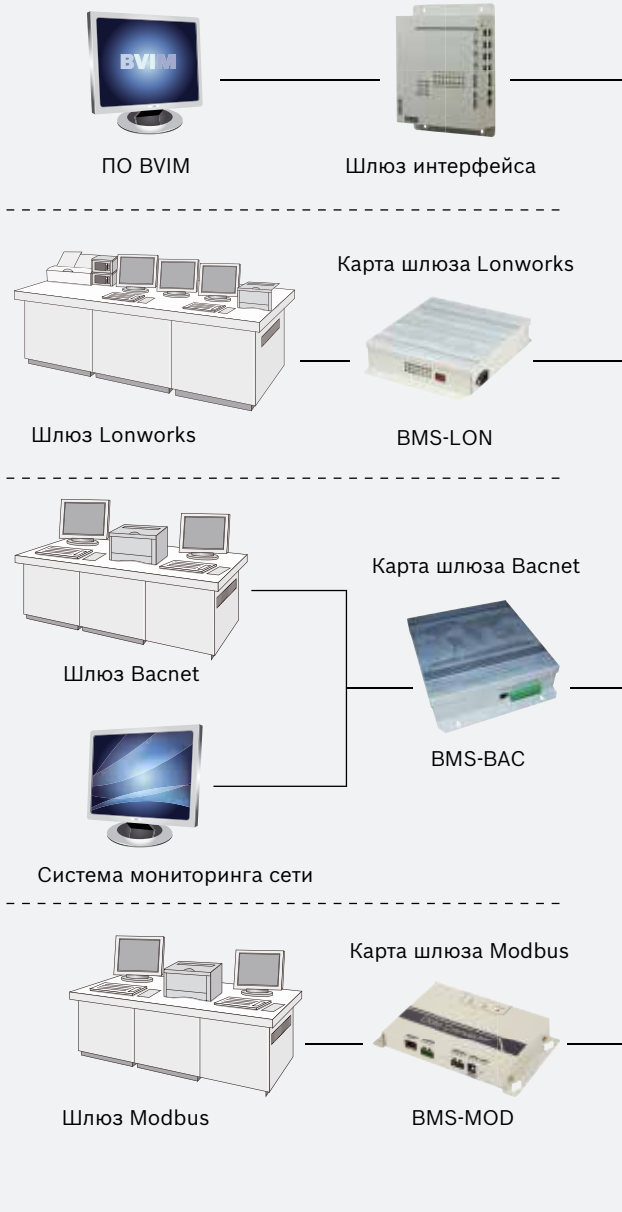 BVIM
ПО BVIM
Шлюз интерфейса
Карта шлюза Lonworks
Шлюз Lonworks
BMS-LON
Карта шлюза Bacnet
Шлюз Bacnet
BMS-BAC
Система мониторинга сети
Карта шлюза Modbus
Шлюз Modbus
BMS-MOD